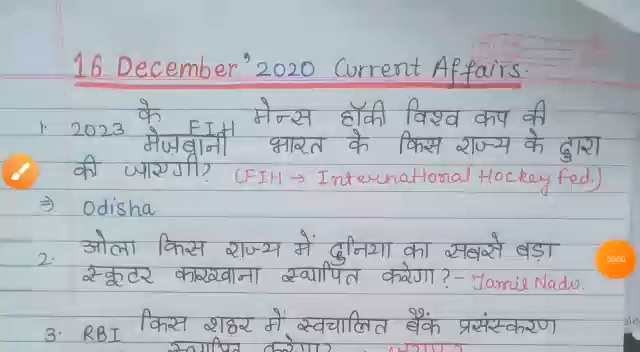 16 December' 2020 Current Affairs.
1. 2023 के FIH मेन्स हॉकी विश्व कप की
मेजबानी भारत के किस राज्य के द्वारा
की जाएगी? (FIH → International Hockey Fed.)
⇒ Odisha
2. ओला किस राज्य में दुनिया का सबसे बड़ा
स्कूटर कारखाना स्थापित करेगा? - Tamil Nadu.
3. RBI किस शहर में स्वचालित बैंक प्रसंस्करण
स्थापित करेगा?